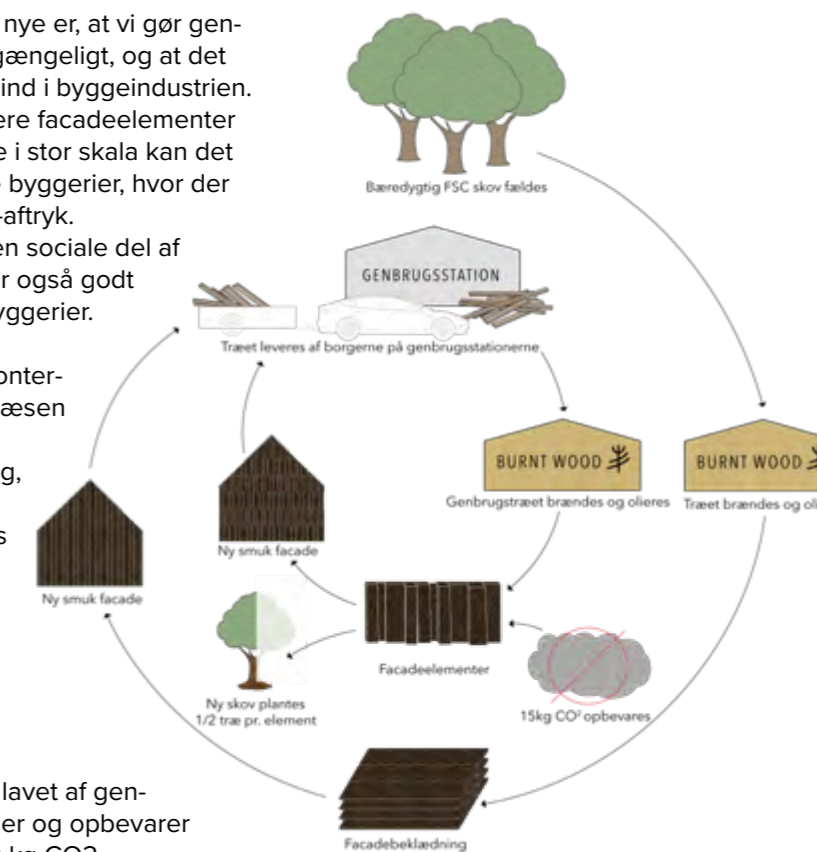 nye er, at vi gør gen-
gængeligt, og at det
ind i byggeindustrien.
ere facadeelementer
e i stor skala kan det
byggerier, hvor der
-aftryk.
en sociale del af
r også godt
yggerier.
onter-
æsen
g,
s
lavet af gen-
er og opbevarer
kg CO2
Bæredygtig FSC skov fældes
GENBRUGSSTATION
Træet leveres af borgerne på genbrugsstationerne
BURNT WOOD
Genbrugstræet brændes og olieres
BURNT WOOD
Træet brændes og oli
Ny smuk facade
Ny smuk facade
Facadeelementer
Ny skov plantes
1/2 træ pr. element
15kg CO² opbevares
Facadebeklædning